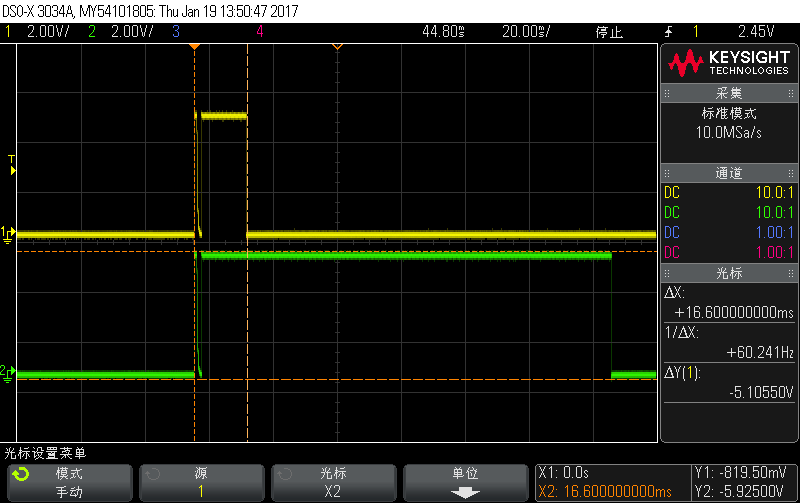 DSO-X 3034A, MY54101805: Thu Jan 19 13:50:47 2017
1 2.00V/ 2 2.00V/ 3 4 44.80ms 20.00ms/ 停止 1 2.45V
KEYSIGHT
TECHNOLOGIES
采集
标准模式
10.0MSa/s
通道
DC 10.0:1
DC 10.0:1
DC 1.00:1
DC 1.00:1
光标
ΔX:
+16.600000000ms
1/ΔX:
+60.241Hz
ΔY(1):
-5.10550V
T
1
2
光标设置菜单
模式
手动
源
1
光标
X2
单位
X1: 0.0s
X2: 16.600000000ms
Y1: -819.50mV
Y2: -5.92500V